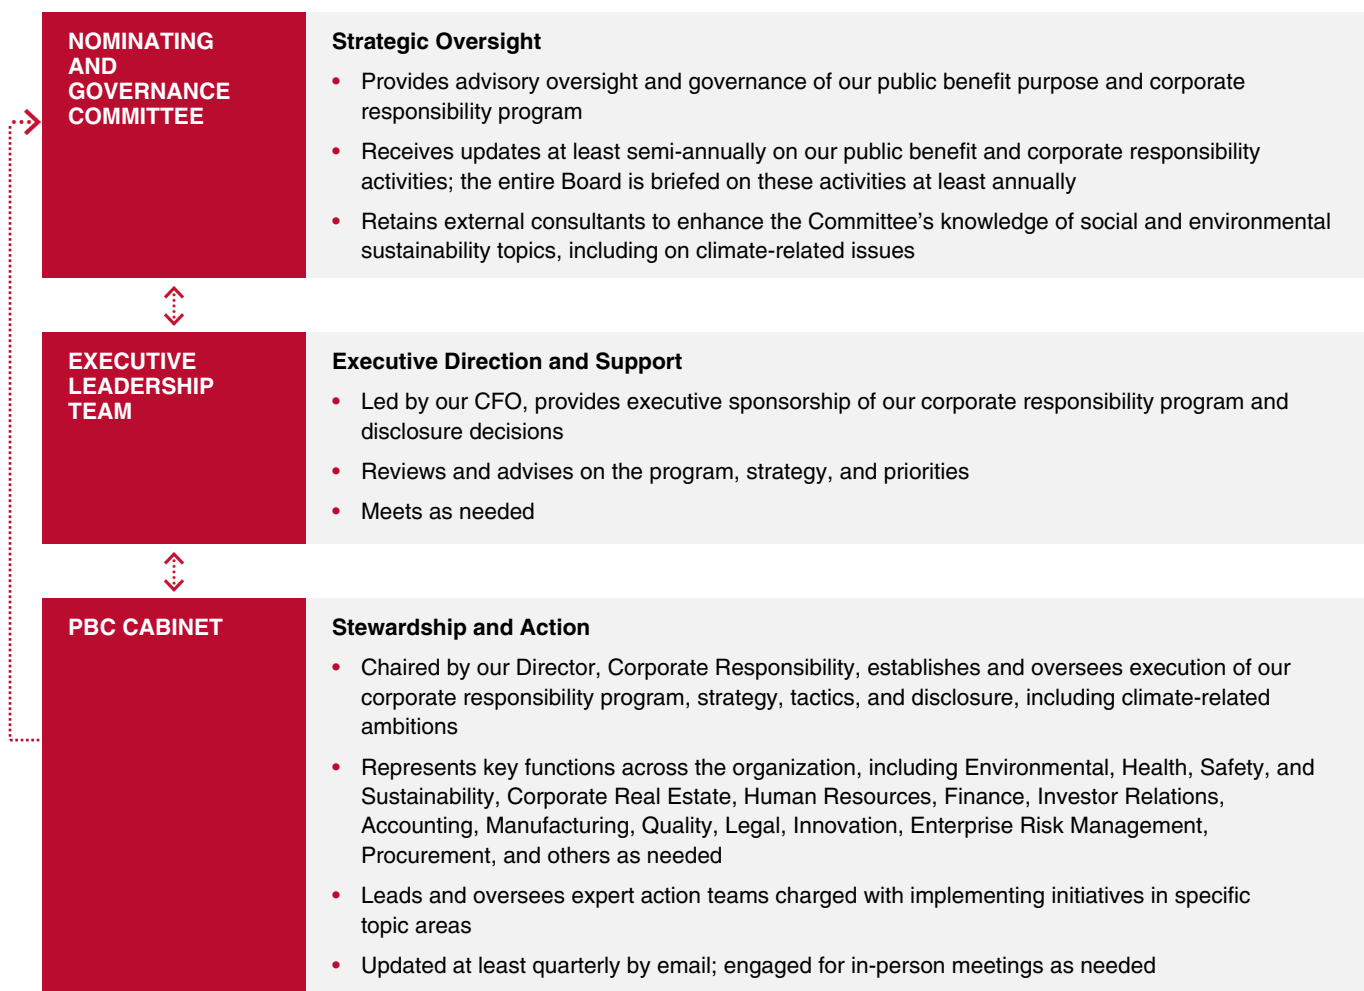 NOMINATING
AND
GOVERNANCE
COMMITTEE
Strategic Oversight
• Provides advisory oversight and governance of our public benefit purpose and corporate
responsibility program
• Receives updates at least semi-annually on our public benefit and corporate responsibility
activities; the entire Board is briefed on these activities at least annually
• Retains external consultants to enhance the Committee’s knowledge of social and environmental
sustainability topics, including on climate-related issues
EXECUTIVE
LEADERSHIP
TEAM
Executive Direction and Support
• Led by our CFO, provides executive sponsorship of our corporate responsibility program and
disclosure decisions
• Reviews and advises on the program, strategy, and priorities
• Meets as needed
PBC CABINET
Stewardship and Action
• Chaired by our Director, Corporate Responsibility, establishes and oversees execution of our
corporate responsibility program, strategy, tactics, and disclosure, including climate-related
ambitions
• Represents key functions across the organization, including Environmental, Health, Safety, and
Sustainability, Corporate Real Estate, Human Resources, Finance, Investor Relations,
Accounting, Manufacturing, Quality, Legal, Innovation, Enterprise Risk Management,
Procurement, and others as needed
• Leads and oversees expert action teams charged with implementing initiatives in specific
topic areas
• Updated at least quarterly by email; engaged for in-person meetings as needed